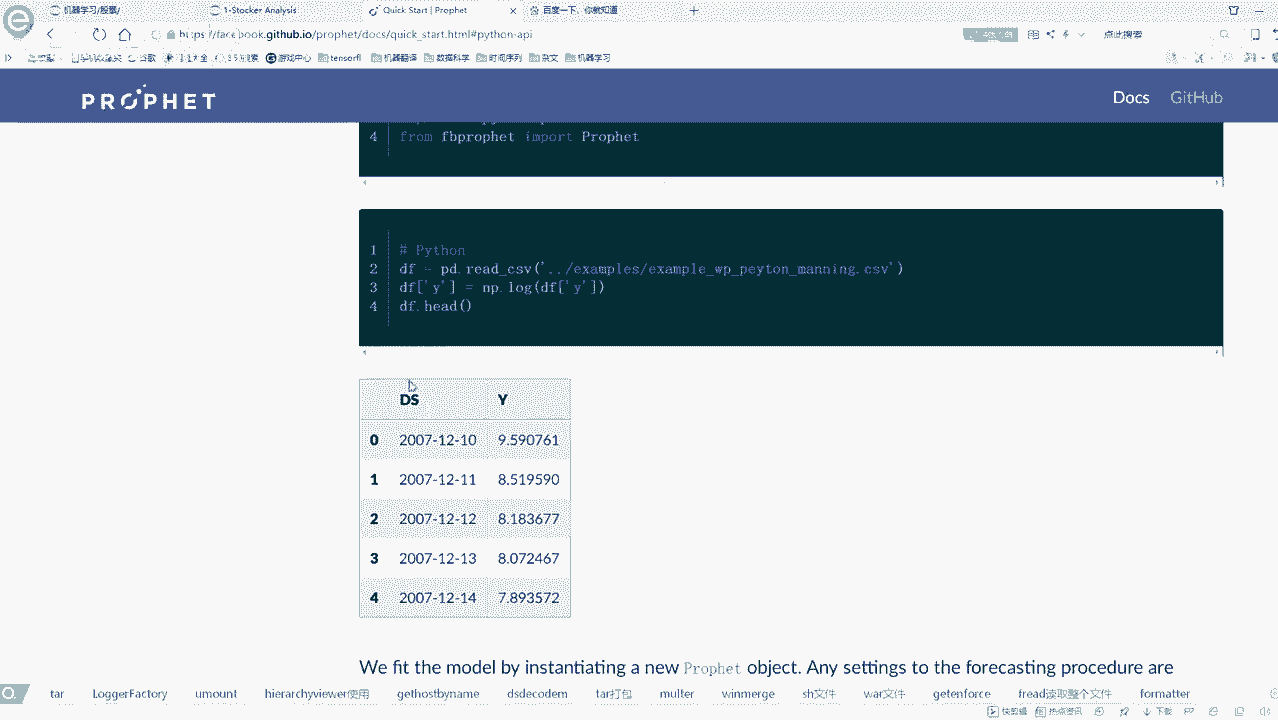 机器学习/股票/
1-Stocker Analysis
Quick Start | Prophet
百度一下，你就知道
https://facebook.github.io/prophet/docs/quick_start.html#python-api
点此搜索
游戏中心
tensorfl
机器翻译
数据科学
时间序列
杂文
机器学习
PROPHET
Docs
GitHub
4 from fbprophet import Prophet
1 # Python
2 df = pd.read_csv('../examples/example_wp_peyton_manning.csv')
3 df['y'] = np.log(df['y'])
4 df.head()
DS Y
0 2007-12-10 9.590761
1 2007-12-11 8.519590
2 2007-12-12 8.183677
3 2007-12-13 8.072467
4 2007-12-14 7.893572
We fit the model by instantiating a new Prophet object. Any settings to the forecasting procedure are
tar LoggerFactory umount hierarchyviewer使用 gethostbyname dsdecodem tar打包 multer winmerge sh文件 war文件 getenforce fread读取整个文件 formatter
快剪辑 热点资讯 下载